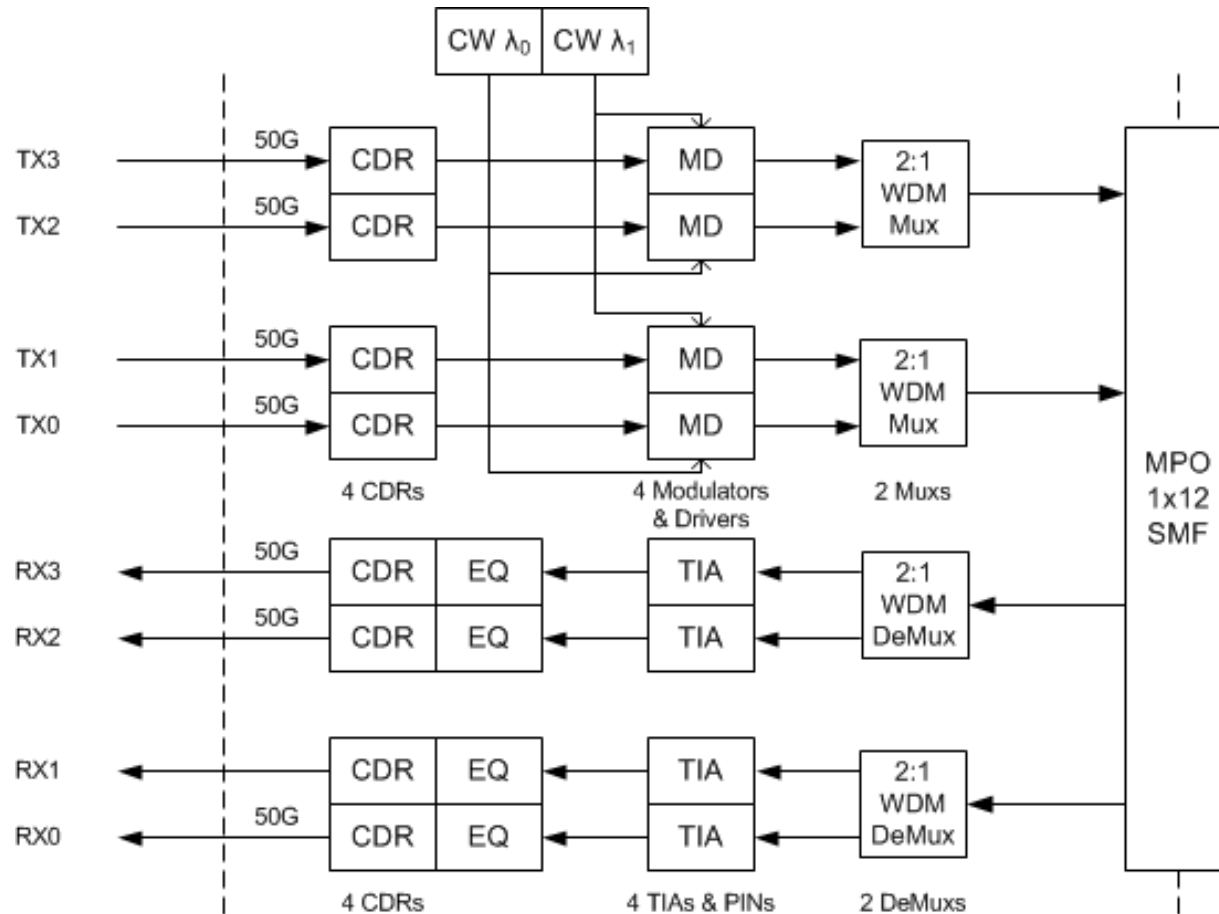 CW λ0 CW λ1
TX3 50G CDR MD
TX2 50G CDR MD
2:1
WDM
Mux
TX1 50G CDR MD
TX0 50G CDR MD
2:1
WDM
Mux
4 CDRs
4 Modulators
& Drivers
2 Muxs
MPO
1x12
SMF
RX3 50G CDR EQ TIA
RX2 50G CDR EQ TIA
2:1
WDM
DeMux
RX1 CDR EQ TIA
RX0 50G CDR EQ TIA
2:1
WDM
DeMux
4 CDRs
4 TIAs & PINs
2 DeMuxs